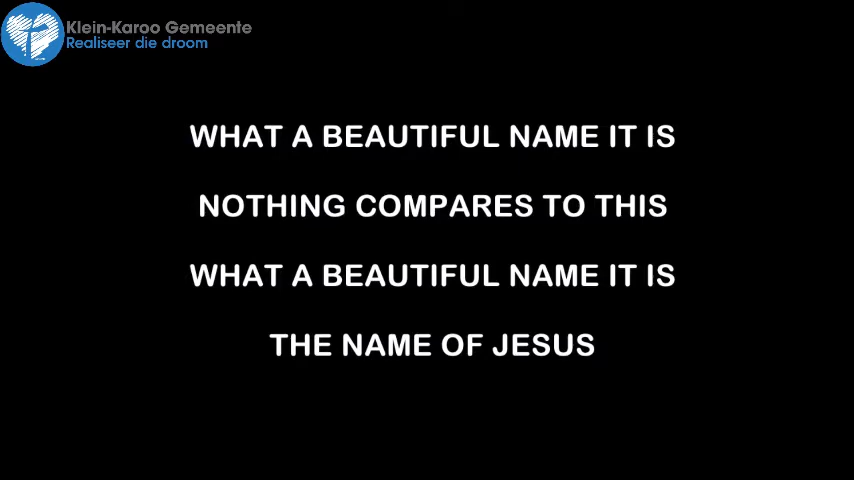 Klein-Karoo Gemeente
Realiseer die droom
WHAT A BEAUTIFUL NAME IT IS
NOTHING COMPARES TO THIS
WHAT A BEAUTIFUL NAME IT IS
THE NAME OF JESUS